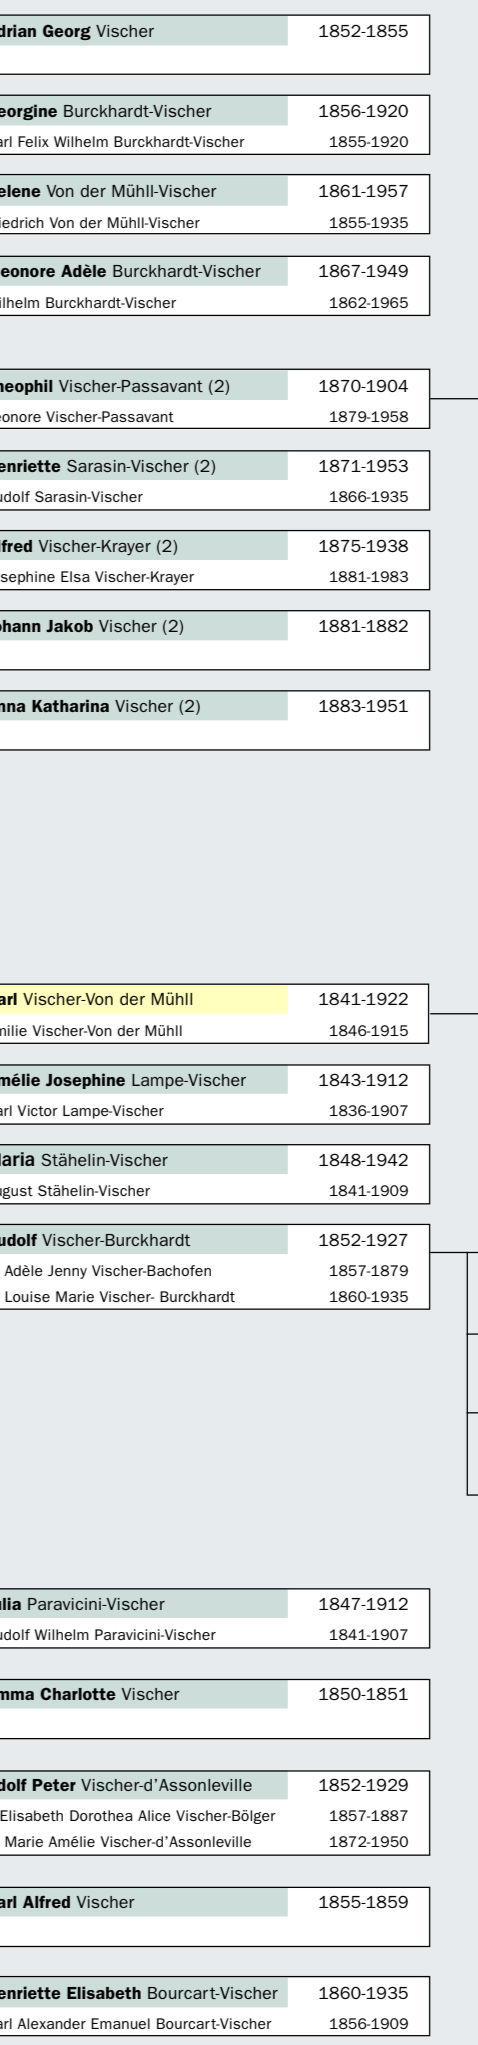 drian Georg Vischer 1852-1855
eorgine Burckhardt-Vischer 1856-1920
arl Felix Wilhelm Burckhardt-Vischer 1855-1920
elene Von der Mühll-Vischer 1861-1957
iedrich Von der Mühll-Vischer 1855-1935
eonore Adèle Burckhardt-Vischer 1867-1949
ilhelm Burckhardt-Vischer 1862-1965
heophil Vischer-Passavant (2) 1870-1904
eonore Vischer-Passavant 1879-1958
enriette Sarasin-Vischer (2) 1871-1953
udolf Sarasin-Vischer 1866-1935
lfred Vischer-Krayer (2) 1875-1938
sephine Elsa Vischer-Krayer 1881-1983
ohann Jakob Vischer (2) 1881-1882
nna Katharina Vischer (2) 1883-1951
arl Vischer-Von der Mühll 1841-1922
milie Vischer-Von der Mühll 1846-1915
mélie Josephine Lampe-Vischer 1843-1912
arl Victor Lampe-Vischer 1836-1907
aria Stähelin-Vischer 1848-1942
ugust Stähelin-Vischer 1841-1909
udolf Vischer-Burckhardt 1852-1927
Adèle Jenny Vischer-Bachofen 1857-1879
Louise Marie Vischer- Burckhardt 1860-1935
ulia Paravicini-Vischer 1847-1912
udolf Wilhelm Paravicini-Vischer 1841-1907
mma Charlotte Vischer 1850-1851
dolf Peter Vischer-d'Assonleville 1852-1929
Elisabeth Dorothea Alice Vischer-Bölger 1857-1887
Marie Amélie Vischer-d'Assonleville 1872-1950
arl Alfred Vischer 1855-1859
enriette Elisabeth Bourcart-Vischer 1860-1935
arl Alexander Emanuel Bourcart-Vischer 1856-1909